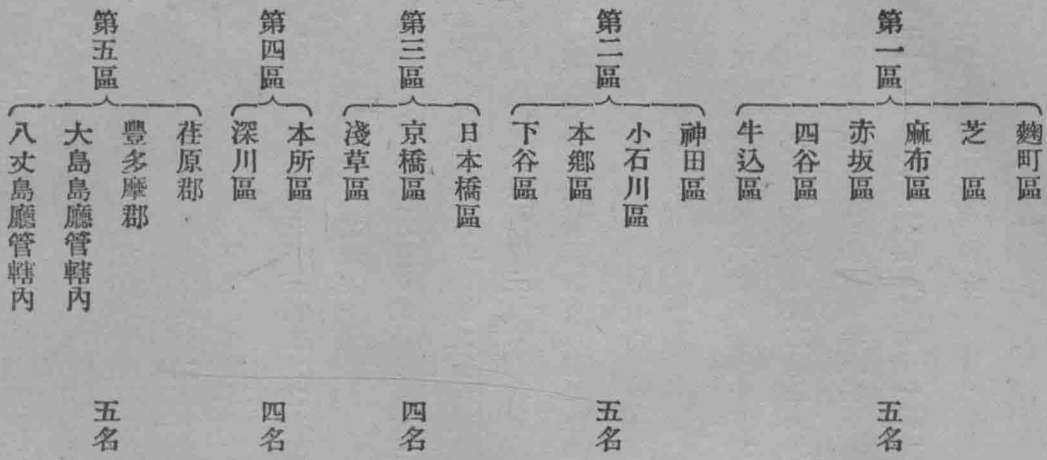 第一區
麴町區
芝區
麻布區
赤坂區
四谷區
牛込區
五名
第二區
神田區
小石川區
本鄉區
下谷區
五名
第三區
日本橋區
京橋區
淺草區
四名
第四區
本所區
深川區
四名
第五區
荏原郡
豐多摩郡
大島島廳管轄內
八丈島廳管轄內
五名